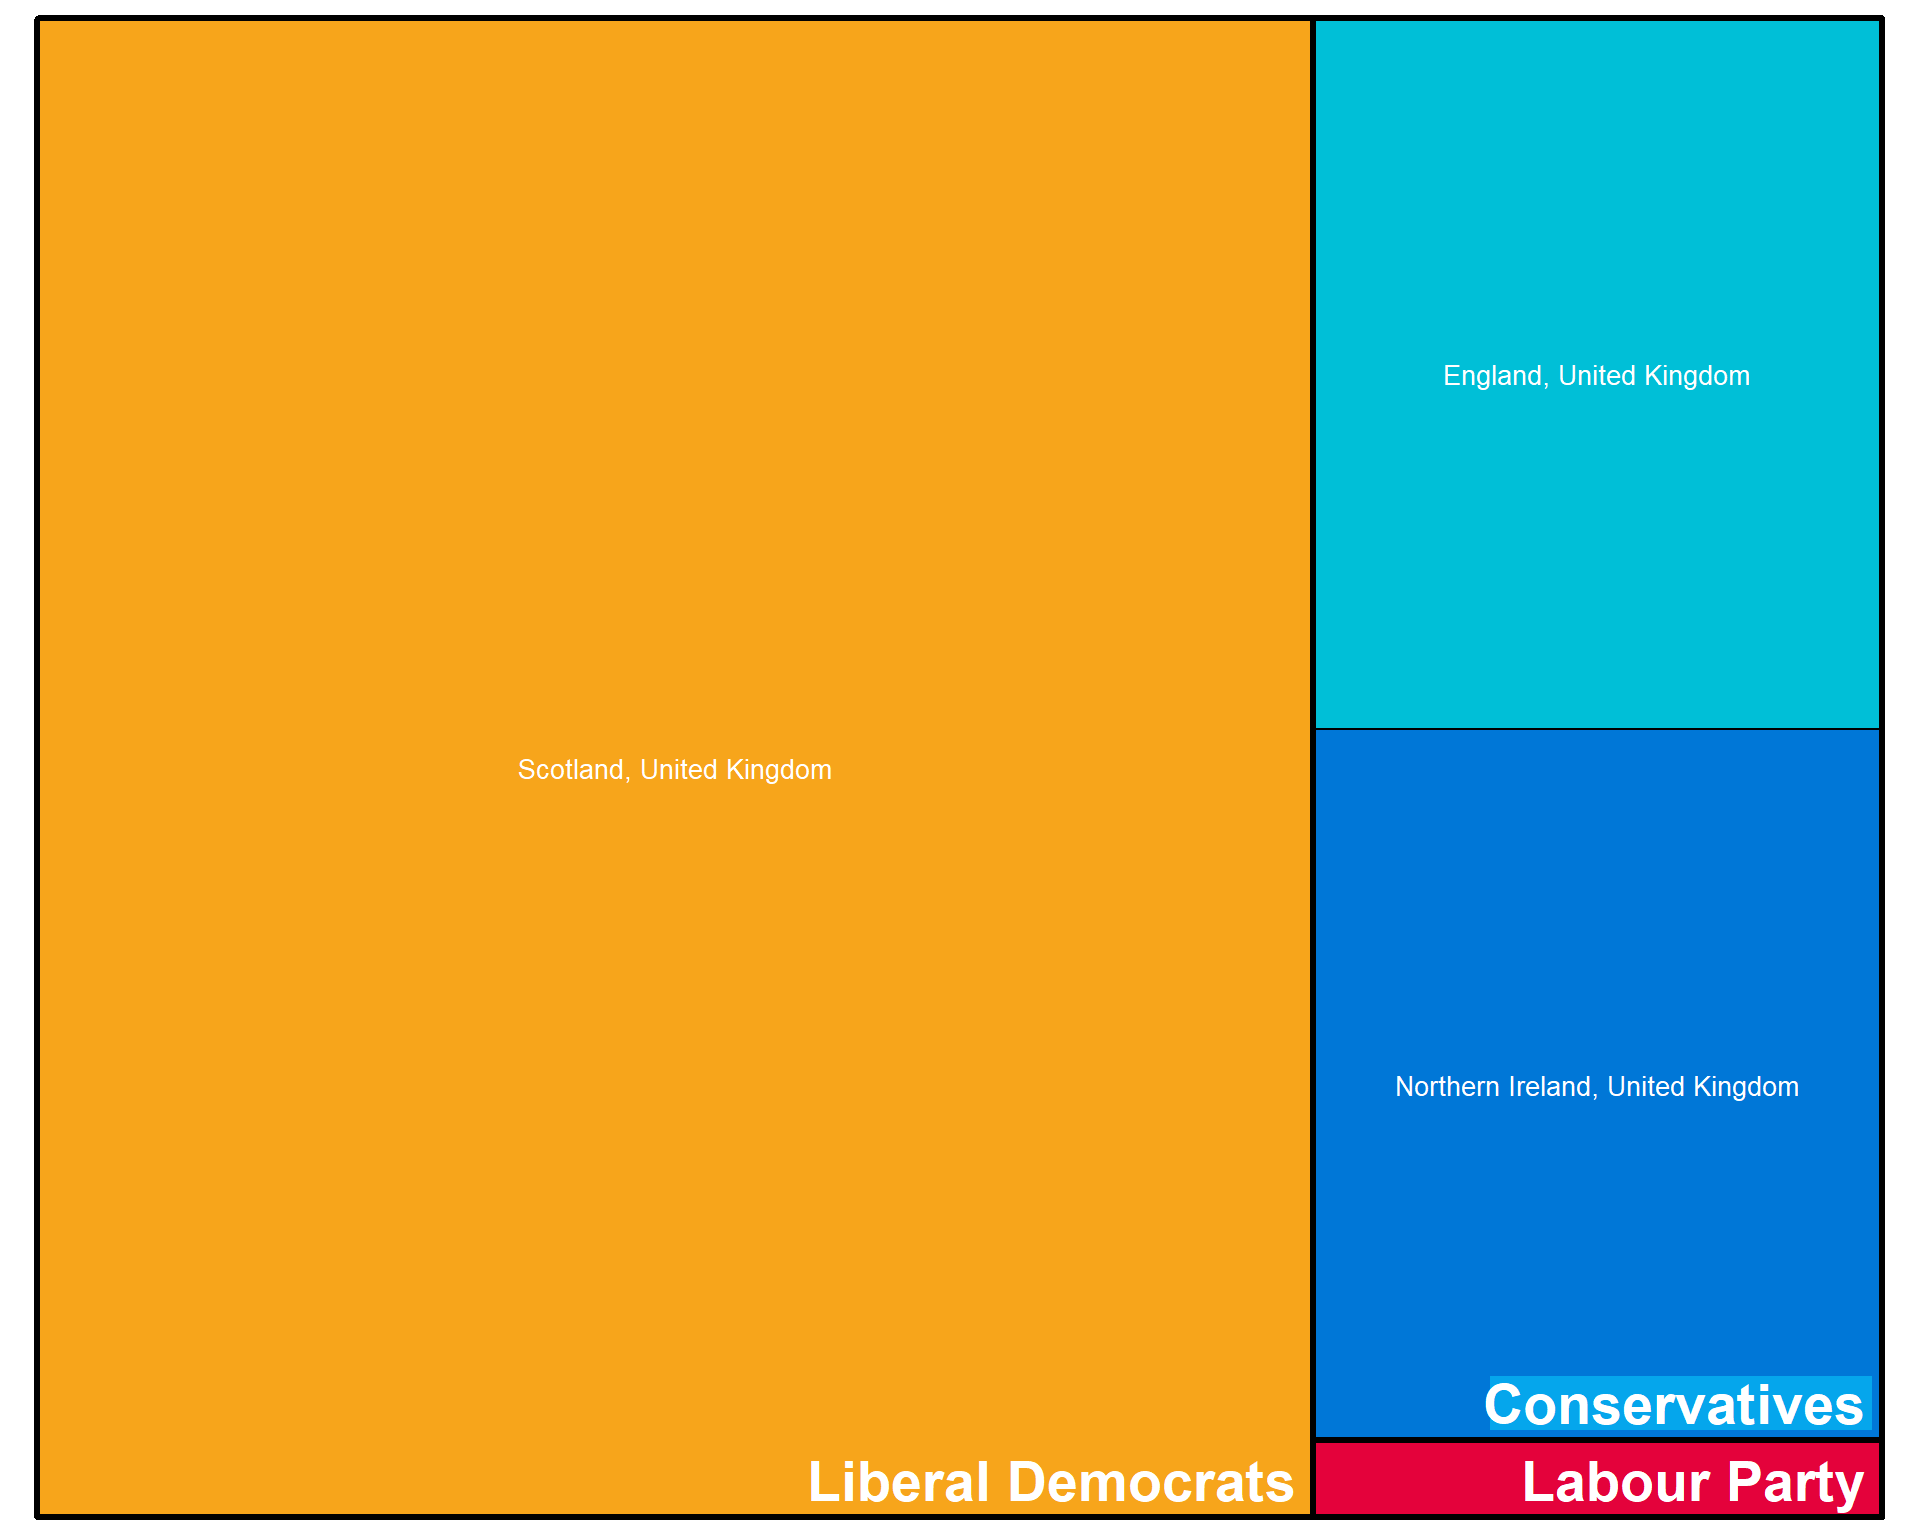 England, United Kingdom
Scotland, United Kingdom
Northern Ireland, United Kingdom
Conservatives
Liberal Democrats
Labour Party